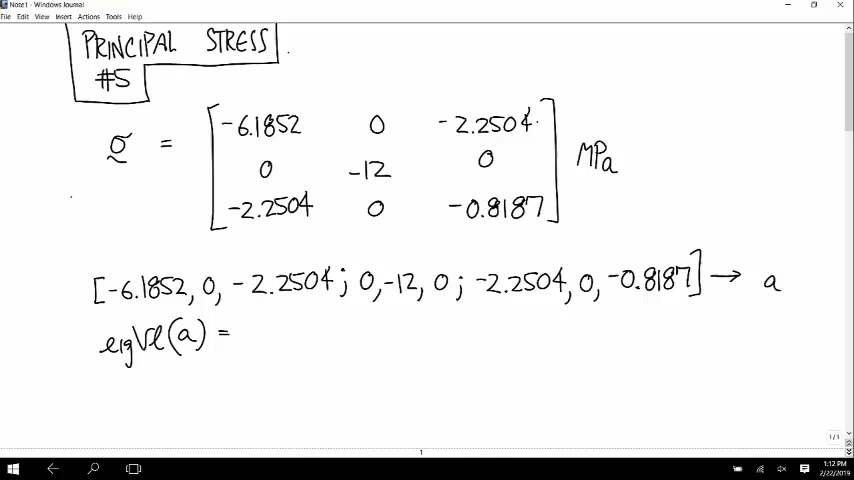 Note1 - Windows Journal
File Edit View Insert Actions Tools Help
PRINCIPAL STRESS
#5
-6.1852 0 -2.2504
σ = 0 -12 0 MPa
-2.2504 0 -0.8187
[-6.1852, 0, -2.2504; 0, -12, 0; -2.2504, 0, -0.8187] → a
eigVl(a) =
1/1
1
1:12 PM
2/22/2019